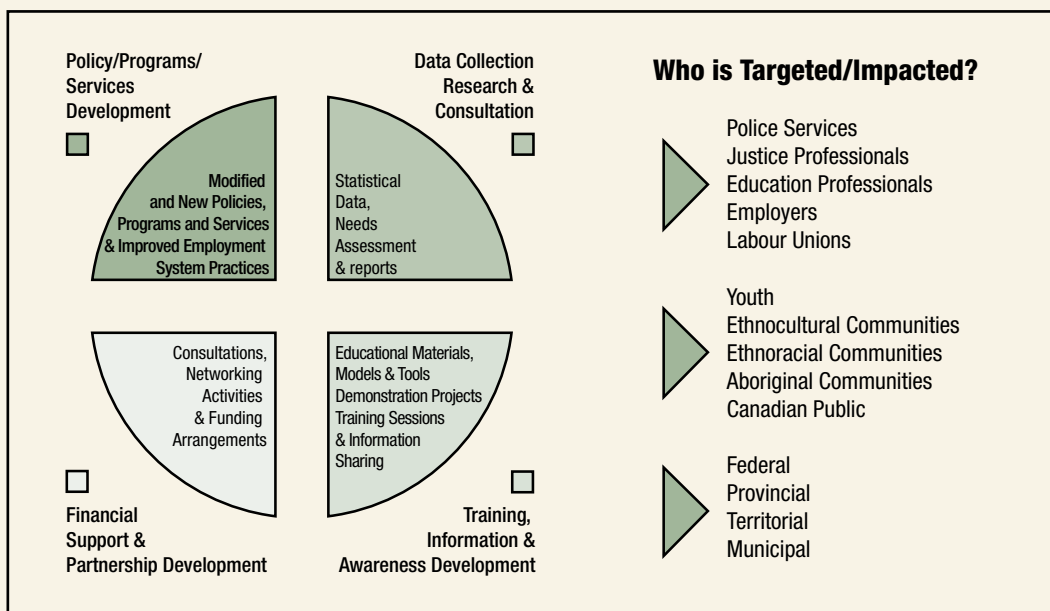 Policy/Programs/
Services
Development
Modified
and New Policies,
Programs and Services
& Improved Employment
System Practices
Data Collection
Research &
Consultation
Statistical
Data,
Needs
Assessment
& reports
Consultations,
Networking
Activities
& Funding
Arrangements
Financial
Support &
Partnership Development
Educational Materials,
Models & Tools
Demonstration Projects
Training Sessions
& Information
Sharing
Training,
Information &
Awareness Development
Who is Targeted/Impacted?
Police Services
Justice Professionals
Education Professionals
Employers
Labour Unions
Youth
Ethnocultural Communities
Ethnoracial Communities
Aboriginal Communities
Canadian Public
Federal
Provincial
Territorial
Municipal